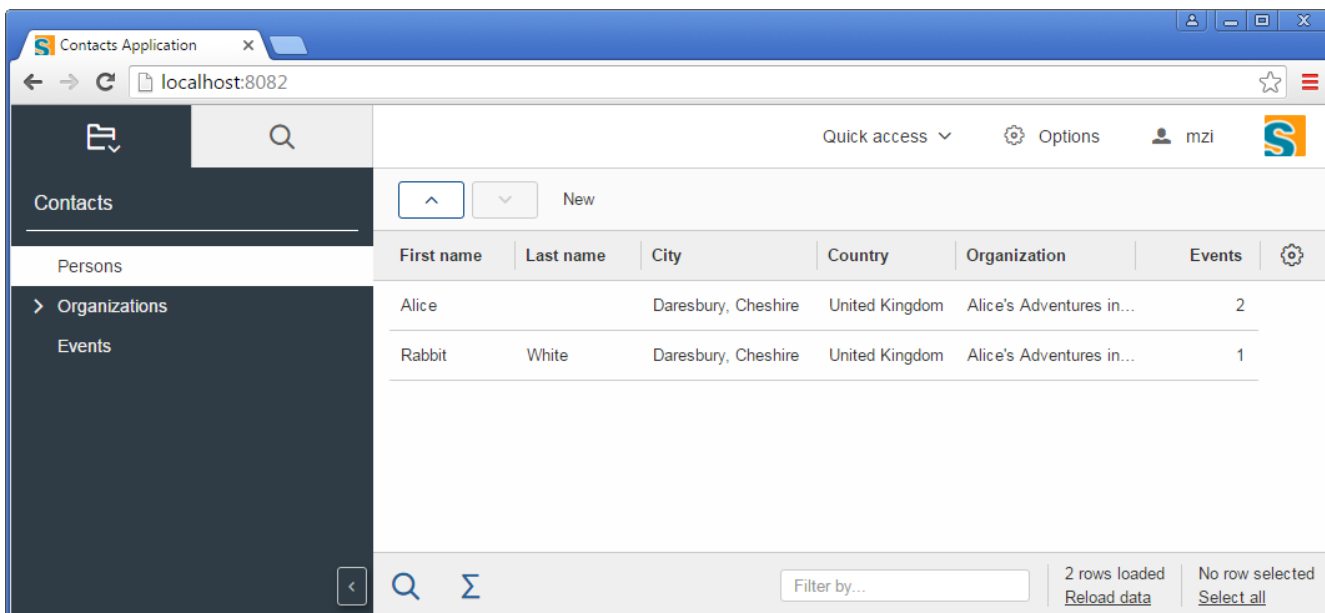 Contacts Application
localhost:8082
Quick access Options mzi
Contacts
New
Persons
Organizations
Events
First name Last name City Country Organization Events
Alice Daresbury, Cheshire United Kingdom Alice's Adventures in... 2
Rabbit White Daresbury, Cheshire United Kingdom Alice's Adventures in... 1
Filter by...
2 rows loaded
Reload data
No row selected
Select all